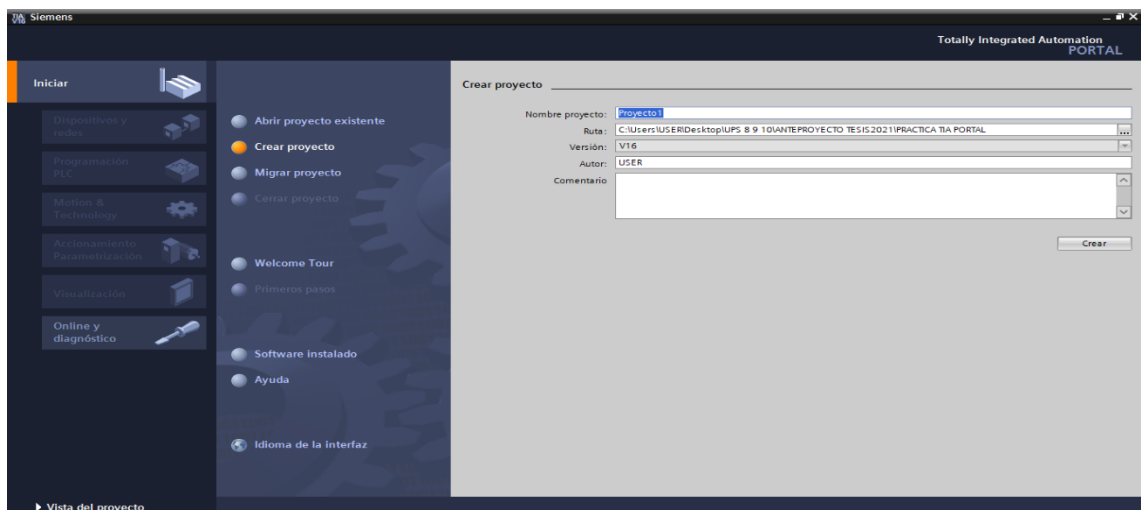 Siemens
Totally Integrated Automation
PORTAL
Iniciar
Dispositivos y
redes
Programación
PLC
Motion &
Technology
Accionamiento
Parametrización
Visualización
Online y
diagnóstico
Abrir proyecto existente
Crear proyecto
Migrar proyecto
Cerrar proyecto
Welcome Tour
Primeros pasos
Software instalado
Ayuda
Idioma de la interfaz
Crear proyecto
Nombre proyecto: Proyecto1
Ruta: C:\Users\USER\Desktop\UPS 8 9 10\ANTEPROYECTO TESIS2021\PRACTICA TIA PORTAL ...
Versión: V16
Autor: USER
Comentario
Crear
Vista del proyecto